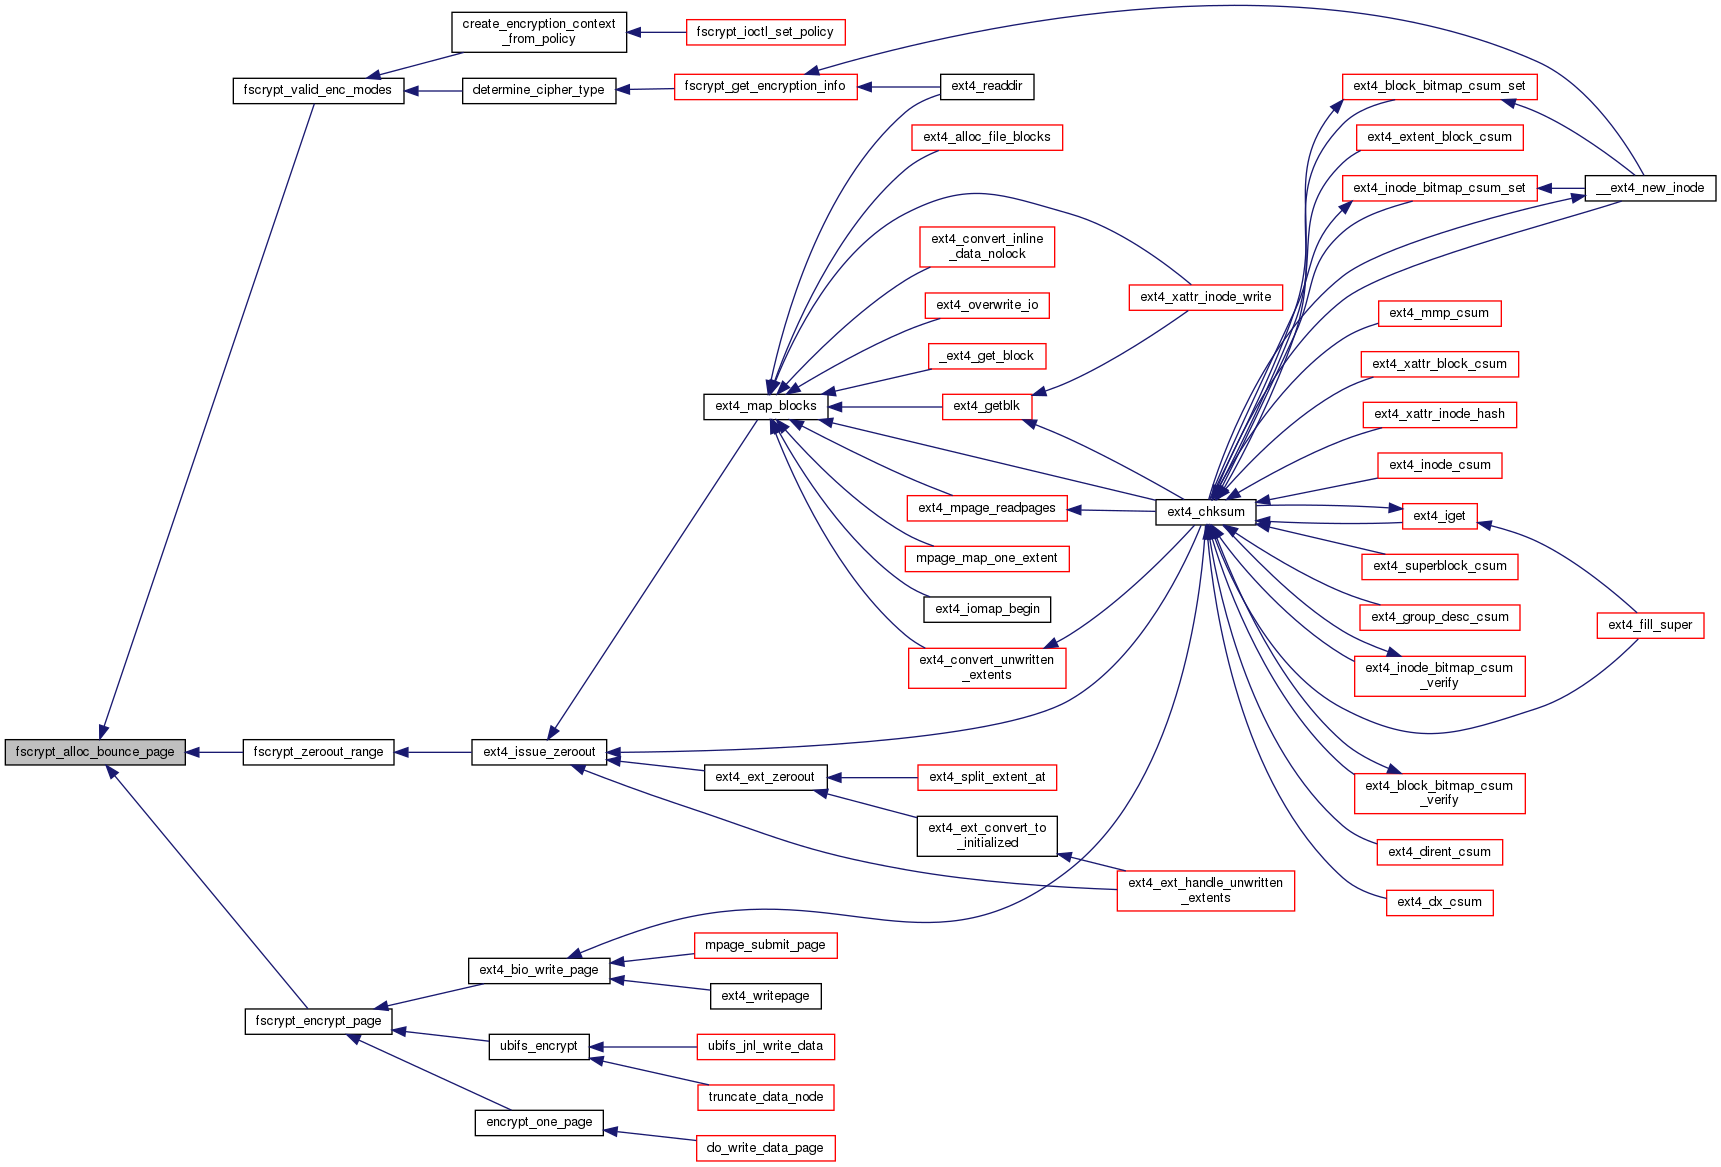 create_encryption_context
_from_policy
fscrypt_ioctl_set_policy
fscrypt_valid_enc_modes
determine_cipher_type
fscrypt_get_encryption_info
ext4_readdir
ext4_block_bitmap_csum_set
ext4_alloc_file_blocks
ext4_extent_block_csum
ext4_inode_bitmap_csum_set
__ext4_new_inode
ext4_convert_inline
_data_nolock
ext4_xattr_inode_write
ext4_overwrite_io
ext4_mmp_csum
_ext4_get_block
ext4_xattr_block_csum
ext4_map_blocks
ext4_getblk
ext4_xattr_inode_hash
ext4_inode_csum
ext4_mpage_readpages
ext4_chksum
ext4_iget
mpage_map_one_extent
ext4_superblock_csum
ext4_iomap_begin
ext4_group_desc_csum
ext4_fill_super
ext4_convert_unwritten
_extents
ext4_inode_bitmap_csum
_verify
fscrypt_alloc_bounce_page
fscrypt_zeroout_range
ext4_issue_zeroout
ext4_ext_zeroout
ext4_split_extent_at
ext4_block_bitmap_csum
_verify
ext4_ext_convert_to
_initialized
ext4_dirent_csum
ext4_ext_handle_unwritten
_extents
ext4_dx_csum
mpage_submit_page
ext4_bio_write_page
ext4_writepage
fscrypt_encrypt_page
ubifs_encrypt
ubifs_jnl_write_data
truncate_data_node
encrypt_one_page
do_write_data_page